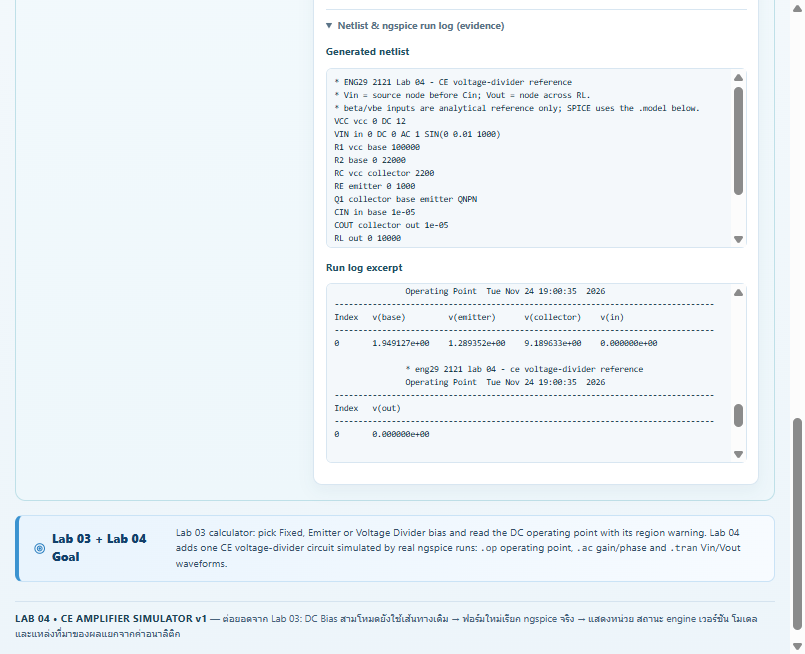 ▼ Netlist & ngspice run log (evidence)
Generated netlist
* ENG29 2121 Lab 04 - CE voltage-divider reference
* Vin = source node before Cin; Vout = node across RL.
* beta/vbe inputs are analytical reference only; SPICE uses the .model below.
VCC vcc 0 DC 12
VIN in 0 DC 0 AC 1 SIN(0 0.01 1000)
R1 vcc base 100000
R2 base 0 22000
RC vcc collector 2200
RE emitter 0 1000
Q1 collector base emitter QNPN
CIN in base 1e-05
COUT collector out 1e-05
RL out 0 10000
Run log excerpt
Operating Point  Tue Nov 24 19:00:35  2026
--------------------------------------------------------------------------------
Index   v(base)         v(emitter)      v(collector)    v(in)
--------------------------------------------------------------------------------
0       1.949127e+00    1.289352e+00    9.189633e+00    0.000000e+00
* eng29 2121 lab 04 - ce voltage-divider reference
Operating Point  Tue Nov 24 19:00:35  2026
--------------------------------------------------------------------------------
Index   v(out)
--------------------------------------------------------------------------------
0       0.000000e+00
Lab 03 + Lab 04
Goal
Lab 03 calculator: pick Fixed, Emitter or Voltage Divider bias and read the DC operating point with its region warning. Lab 04
adds one CE voltage-divider circuit simulated by real ngspice runs: .op operating point, .ac gain/phase and .tran Vin/Vout
waveforms.
LAB 04 • CE AMPLIFIER SIMULATOR v1 — ต่อยอดจาก Lab 03: DC Bias สามโหมดยังใช้เส้นทางเดิม → ฟอร์มใหม่เรียก ngspice จริง → แสดงหน่วย สถานะ engine เวอร์ชัน โมเดล
และแหล่งที่มาของผลแยกจากค่าอนาลิติก